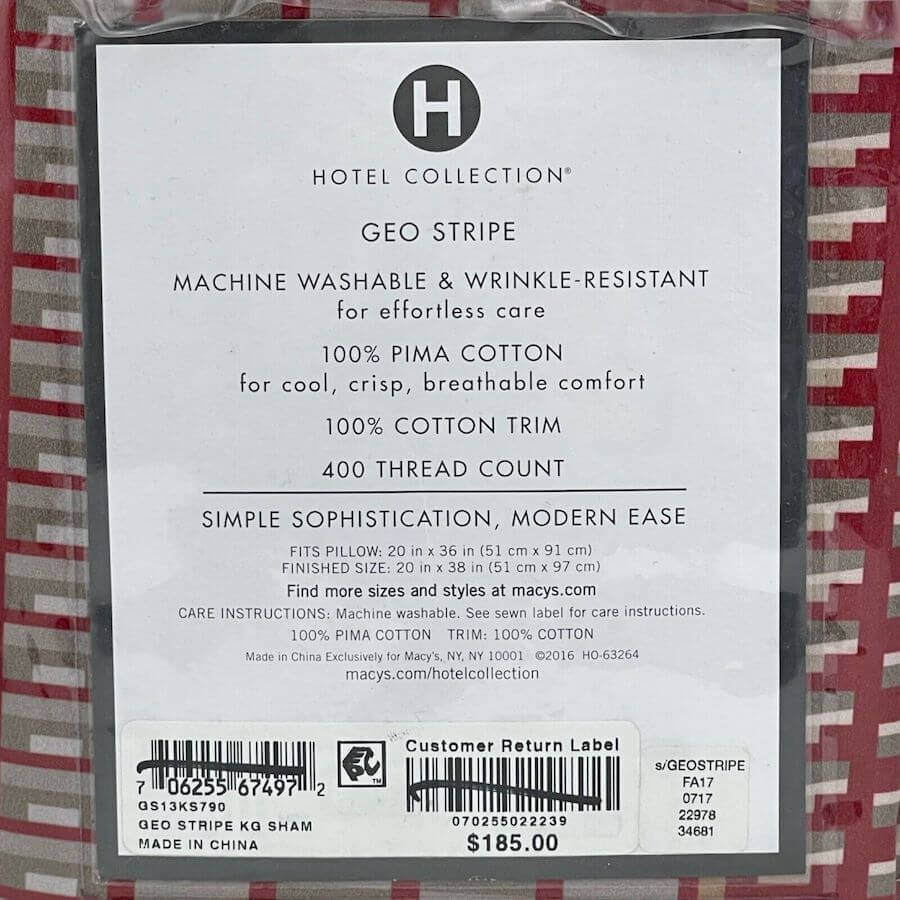 H
HOTEL COLLECTION®
GEO STRIPE
MACHINE WASHABLE & WRINKLE-RESISTANT
for effortless care
100% PIMA COTTON
for cool, crisp, breathable comfort
100% COTTON TRIM
400 THREAD COUNT
SIMPLE SOPHISTICATION, MODERN EASE
FITS PILLOW: 20 in x 36 in (51 cm x 91 cm)
FINISHED SIZE: 20 in x 38 in (51 cm x 97 cm)
Find more sizes and styles at macys.com
CARE INSTRUCTIONS: Machine washable. See sewn label for care instructions.
100% PIMA COTTON TRIM: 100% COTTON
Made in China Exclusively for Macy's, NY, NY 10001 ©2016 HO-63264
macys.com/hotelcollection
7 06255 67497 2
GS13KS790
GEO STRIPE KG SHAM
MADE IN CHINA
EPC TM
Customer Return Label
070255022239
$185.00
s/GEOSTRIPE
FA17
0717
22978
34681